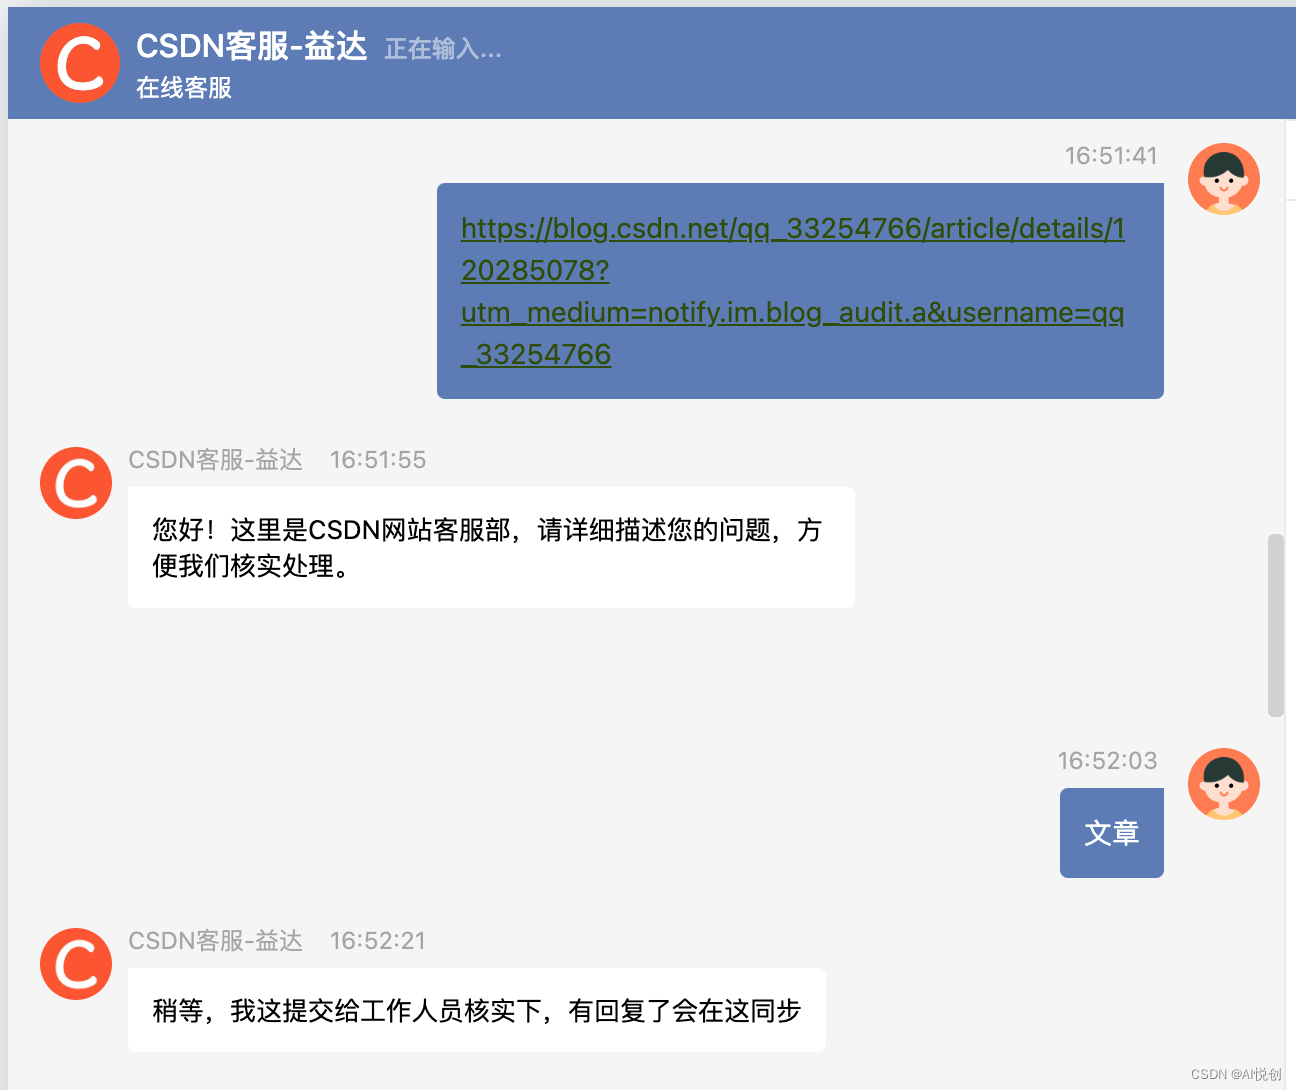 CSDN客服-益达 正在输入...
在线客服
16:51:41
https://blog.csdn.net/qq_33254766/article/details/1
20285078?
utm_medium=notify.im.blog_audit.a&username=qq
_33254766
CSDN客服-益达 16:51:55
您好！这里是CSDN网站客服部，请详细描述您的问题，方
便我们核实处理。
16:52:03
文章
CSDN客服-益达 16:52:21
稍等，我这提交给工作人员核实下，有回复了会在这同步
CSDN @AI悦创